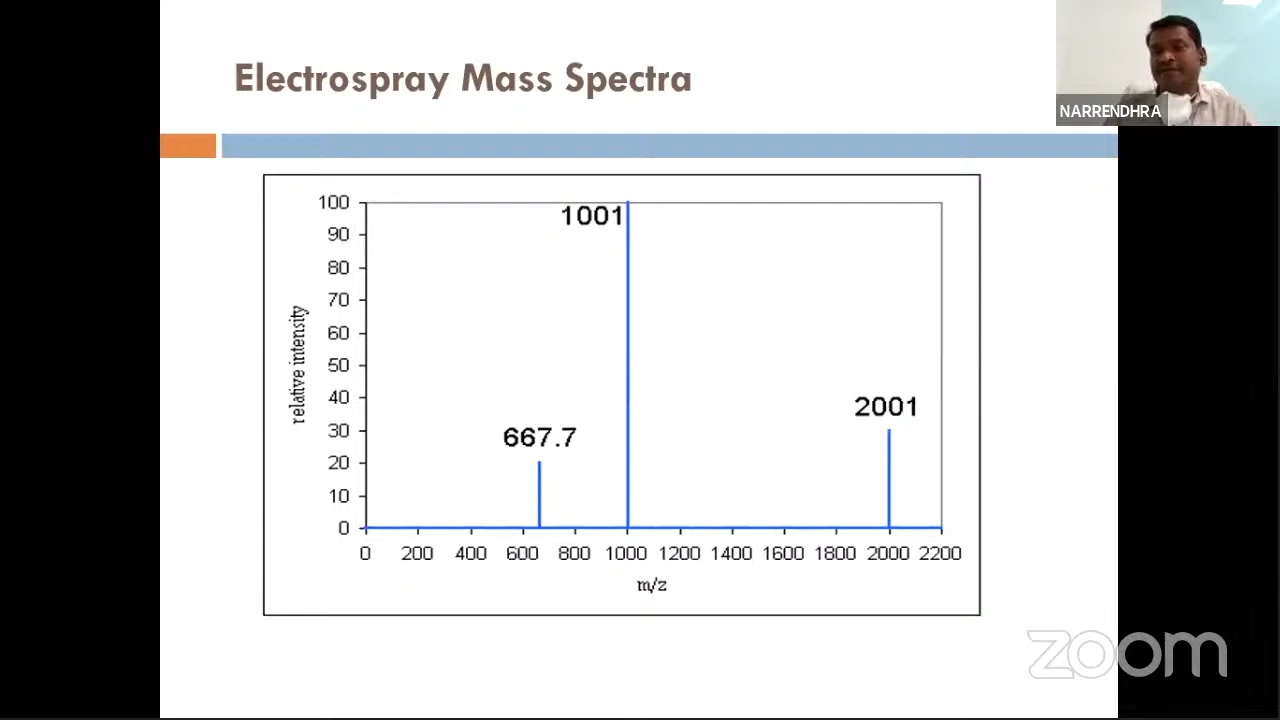 Electrospray Mass Spectra
NARRENDHRA
100
90
80
70
60
50
40
30
20
10
0
relative intensity
1001
2001
667.7
0 200 400 600 800 1000 1200 1400 1600 1800 2000 2200
m/z
zoom